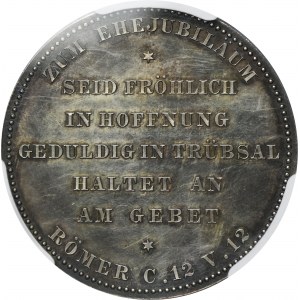 ZUM EHEJUBILÄUM
SEID FRÖHLICH
IN HOFFNUNG
GEDULDIG IN TRÜBSAL
HALTET AN
AM GEBET
RÖMER C. 12 V. 12